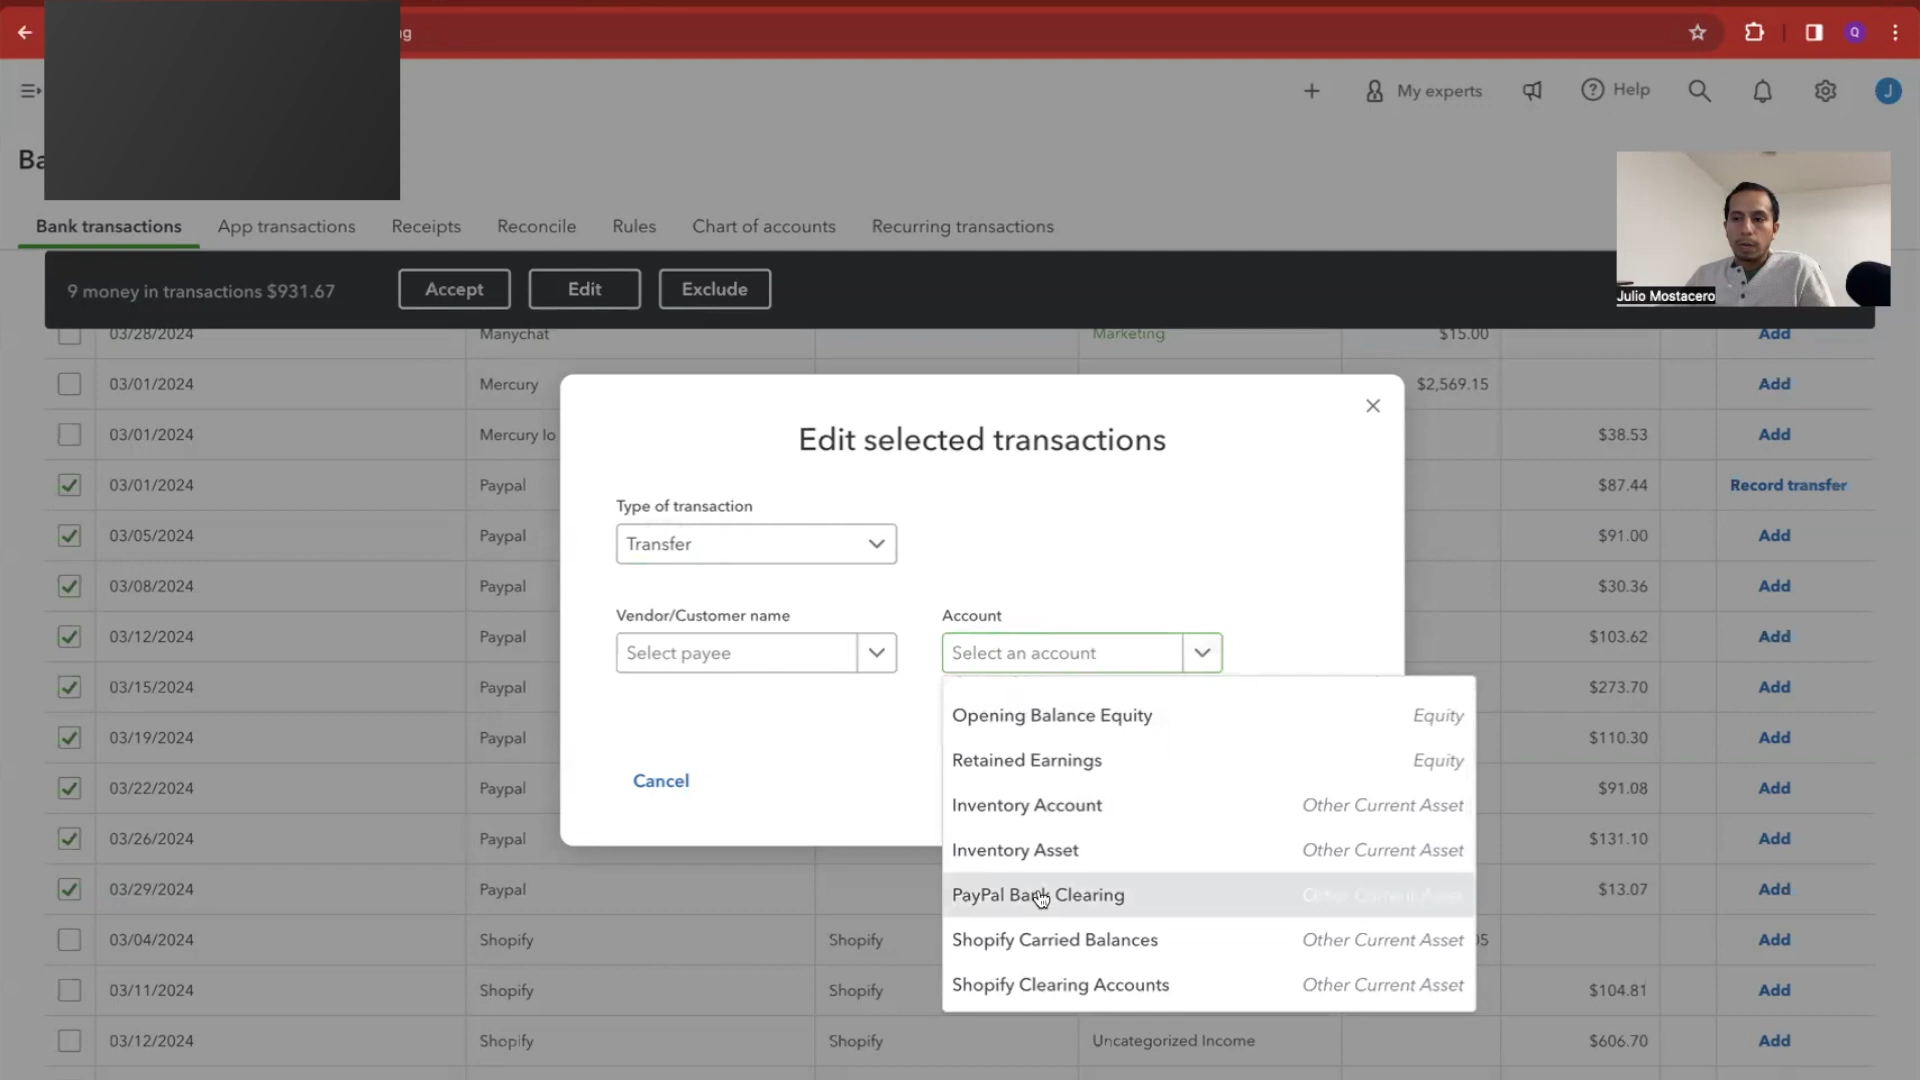 g
Q
My experts
Help
J
Ba
Bank transactions App transactions Receipts Reconcile Rules Chart of accounts Recurring transactions
9 money in transactions $931.67 Accept Edit Exclude
Julio Mostacero
03/28/2024 Manychat Marketing $15.00 Add
03/01/2024 Mercury $2,569.15 Add
03/01/2024 Mercury Io $38.53 Add
03/01/2024 Paypal $87.44 Record transfer
03/05/2024 Paypal $91.00 Add
03/08/2024 Paypal $30.36 Add
03/12/2024 Paypal $103.62 Add
03/15/2024 Paypal $273.70 Add
03/19/2024 Paypal $110.30 Add
03/22/2024 Paypal $91.08 Add
03/26/2024 Paypal $131.10 Add
03/29/2024 Paypal $13.07 Add
03/04/2024 Shopify Shopify 05 Add
03/11/2024 Shopify Shopify $104.81 Add
03/12/2024 Shopify Shopify Uncategorized Income $606.70 Add
Edit selected transactions
Type of transaction
Transfer
Vendor/Customer name Account
Select payee Select an account
Opening Balance Equity Equity
Retained Earnings Equity
Inventory Account Other Current Asset
Inventory Asset Other Current Asset
PayPal Bank Clearing Other Current Asset
Shopify Carried Balances Other Current Asset
Shopify Clearing Accounts Other Current Asset
Cancel